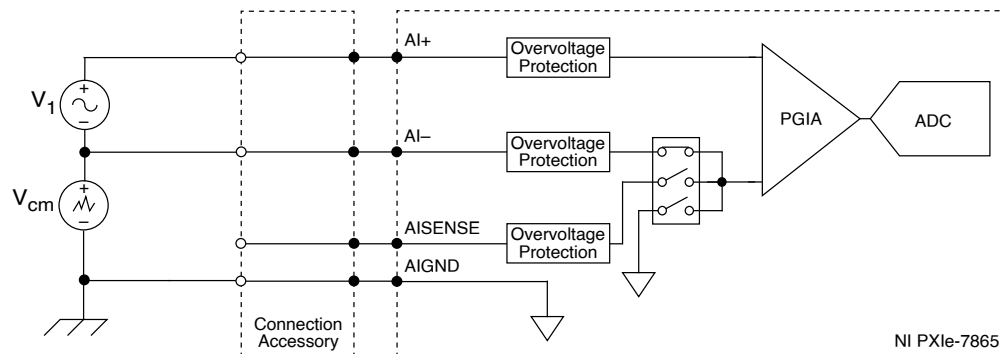 AI+
Overvoltage
Protection
V1
+
−
PGIA
ADC
AI−
Overvoltage
Protection
Vcm
+
−
AISENSE
Overvoltage
Protection
AIGND
Connection
Accessory
NI PXIe-7865